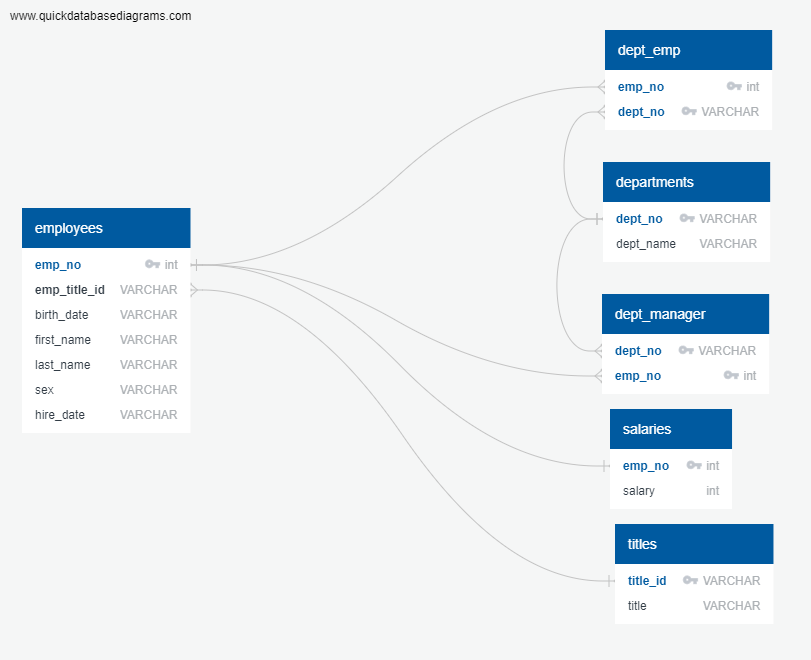 www.quickdatabasediagrams.com
employees
emp_no int
emp_title_id VARCHAR
birth_date VARCHAR
first_name VARCHAR
last_name VARCHAR
sex VARCHAR
hire_date VARCHAR
dept_emp
emp_no int
dept_no VARCHAR
departments
dept_no VARCHAR
dept_name VARCHAR
dept_manager
dept_no VARCHAR
emp_no int
salaries
emp_no int
salary int
titles
title_id VARCHAR
title VARCHAR